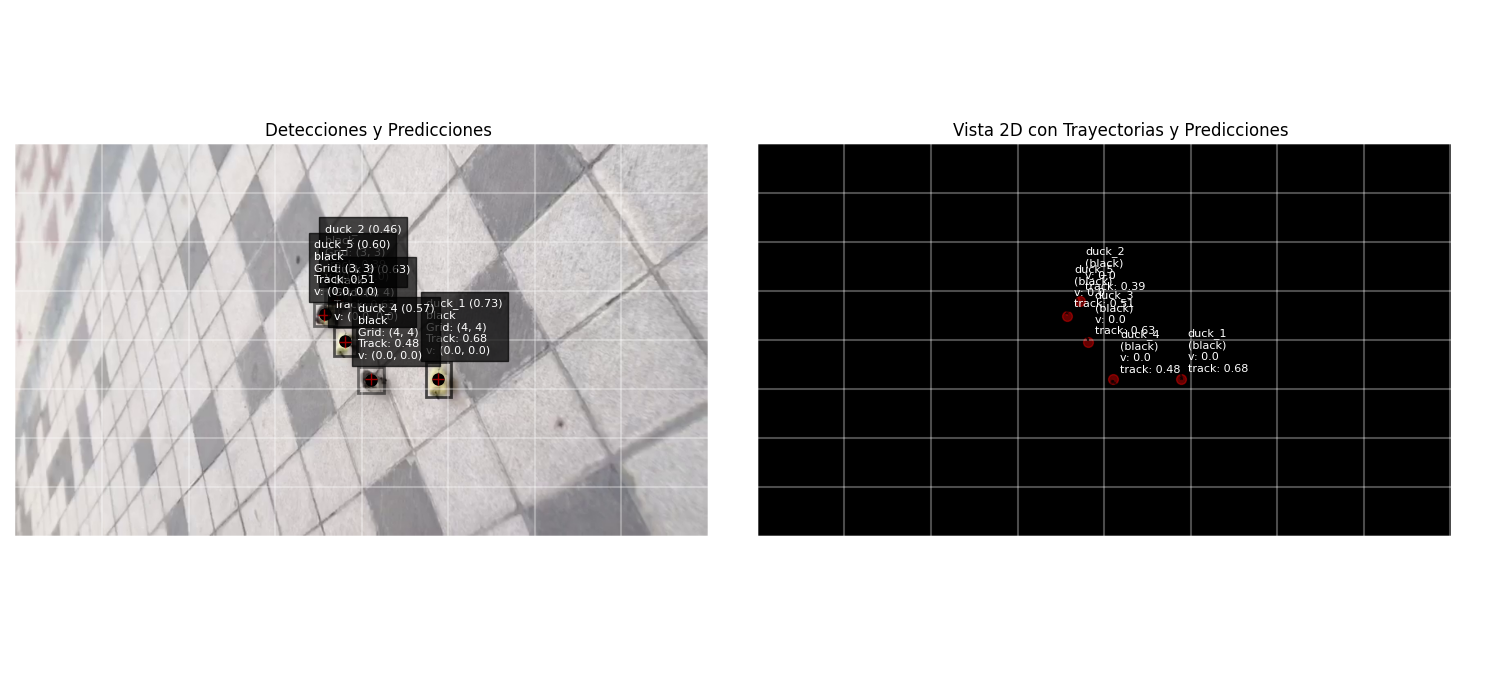 Detecciones y Predicciones
duck_2 (0.46)
duck_5 (0.60)
black
Grid: (3, 3)
Track: 0.51
v: (0.0, 0.0)
(0.63)
duck_4 (0.57)
black
Grid: (4, 4)
Track: 0.48
v: (0.0, 0.0)
duck_1 (0.73)
black
Grid: (4, 4)
Track: 0.68
v: (0.0, 0.0)
Vista 2D con Trayectorias y Predicciones
duck_2
(black)
v: 0.0
track: 0.39
duck_5
(black)
v: 0.0
track: 0.51
duck_3
(black)
v: 0.0
track: 0.63
duck_4
(black)
v: 0.0
track: 0.48
duck_1
(black)
v: 0.0
track: 0.68